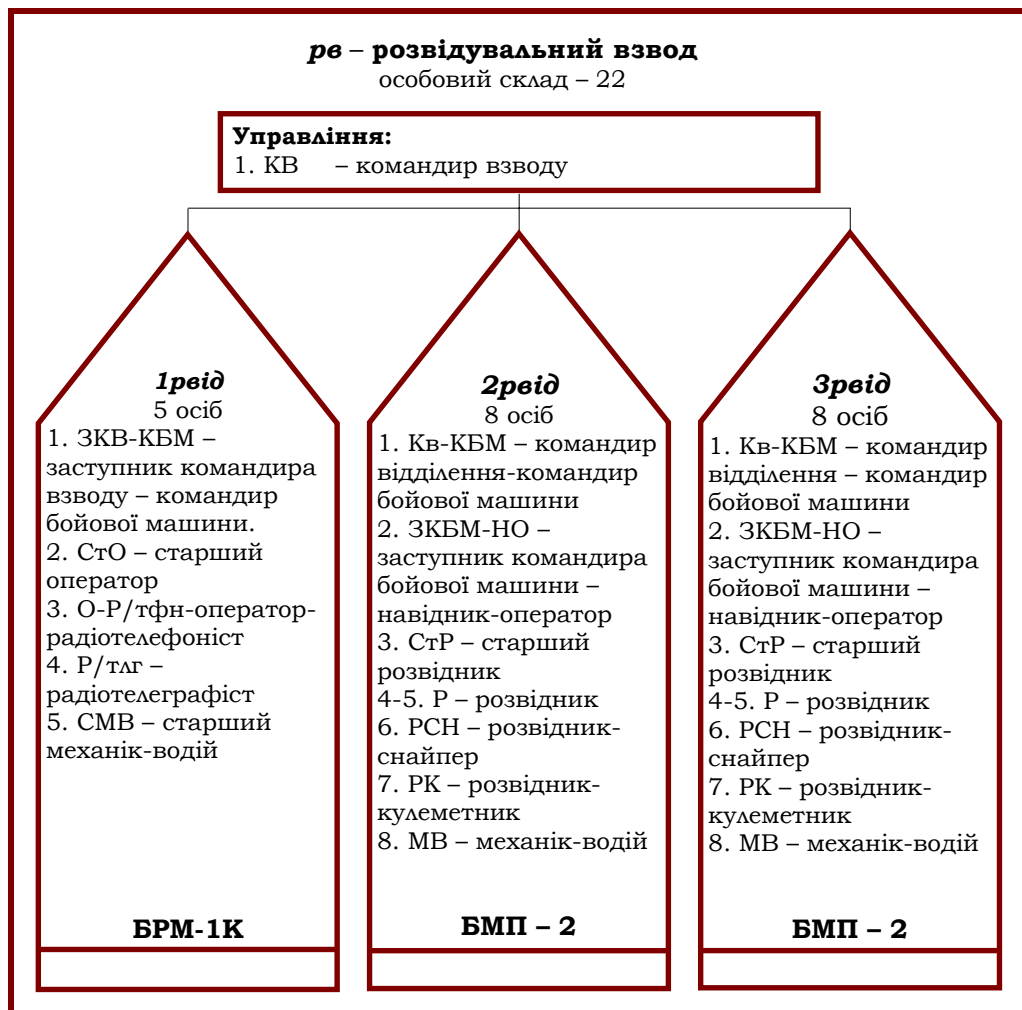 рв – розвідувальний взвод
особовий склад – 22
Управління:
1. КВ – командир взводу
1рвід
5 осіб
1. ЗКВ-КБМ –
заступник командира
взводу – командир
бойової машини.
2. СтО – старший
оператор
3. О-Р/тфн-оператор-
радіотелефоніст
4. Р/тлг –
радіотелеграфіст
5. СМВ – старший
механік-водій
БРМ-1К
2рвід
8 осіб
1. Кв-КБМ – командир
відділення-командир
бойової машини
2. ЗКБМ-НО –
заступник командира
бойової машини –
навідник-оператор
3. СтР – старший
розвідник
4-5. Р – розвідник
6. РСН – розвідник-
снайпер
7. РК – розвідник-
кулеметник
8. МВ – механік-водій
БМП – 2
3рвід
8 осіб
1. Кв-КБМ – командир
відділення – командир
бойової машини
2. ЗКБМ-НО –
заступник командира
бойової машини –
навідник-оператор
3. СтР – старший
розвідник
4-5. Р – розвідник
6. РСН – розвідник-
снайпер
7. РК – розвідник-
кулеметник
8. МВ – механік-водій
БМП – 2